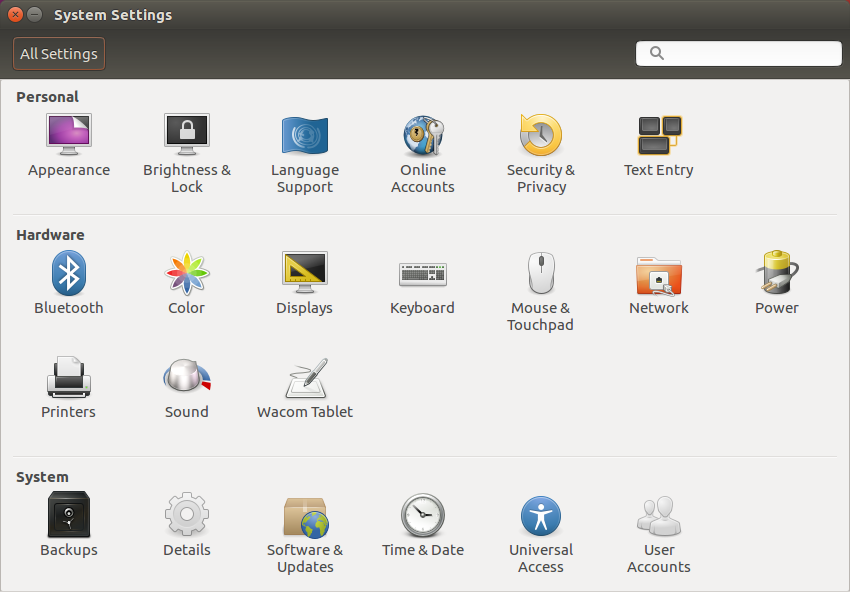 System Settings
All Settings
Personal
Appearance
Brightness &
Lock
Language
Support
Online
Accounts
Security &
Privacy
Text Entry
Hardware
Bluetooth
Color
Displays
Keyboard
Mouse &
Touchpad
Network
Power
Printers
Sound
Wacom Tablet
System
Backups
Details
Software &
Updates
Time & Date
Universal
Access
User
Accounts